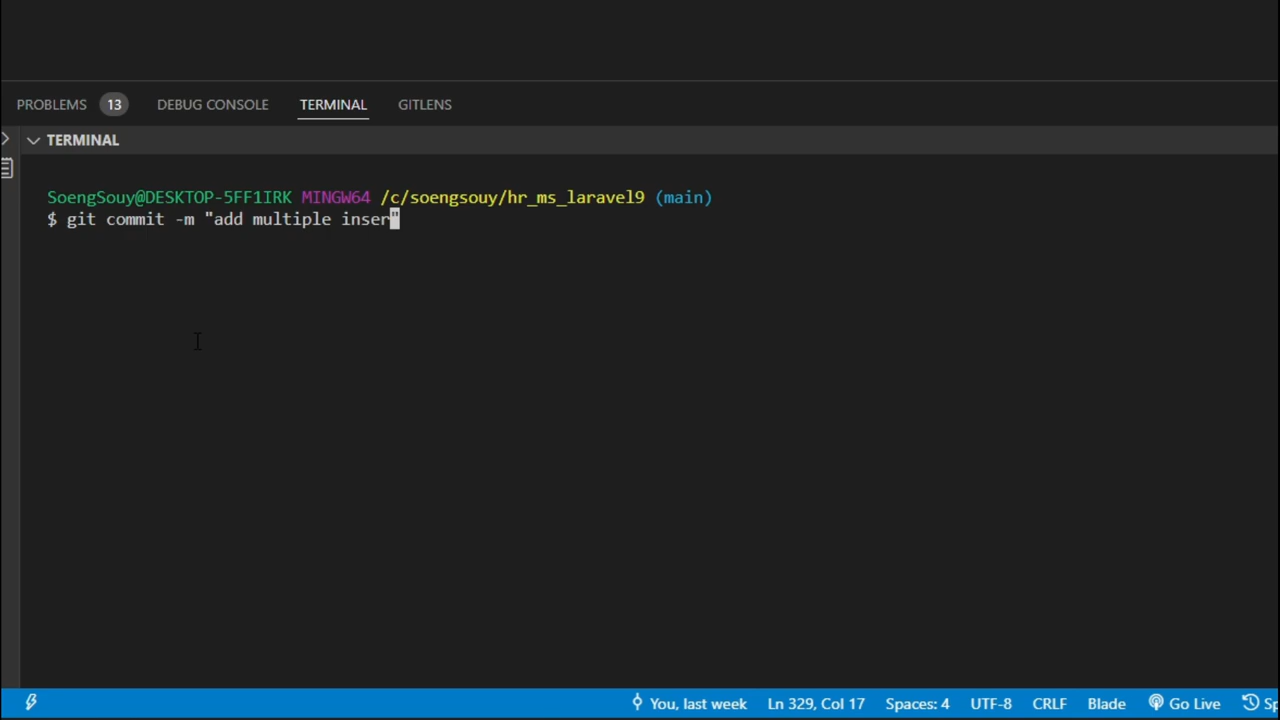 PROBLEMS 13 DEBUG CONSOLE TERMINAL GITLENS
TERMINAL
SoengSouy@DESKTOP-5FF1IRK MINGW64 /c/soengsouy/hr_ms_laravel9 (main)
$ git commit -m "add multiple inser"
You, last week Ln 329, Col 17 Spaces: 4 UTF-8 CRLF Blade Go Live Sp